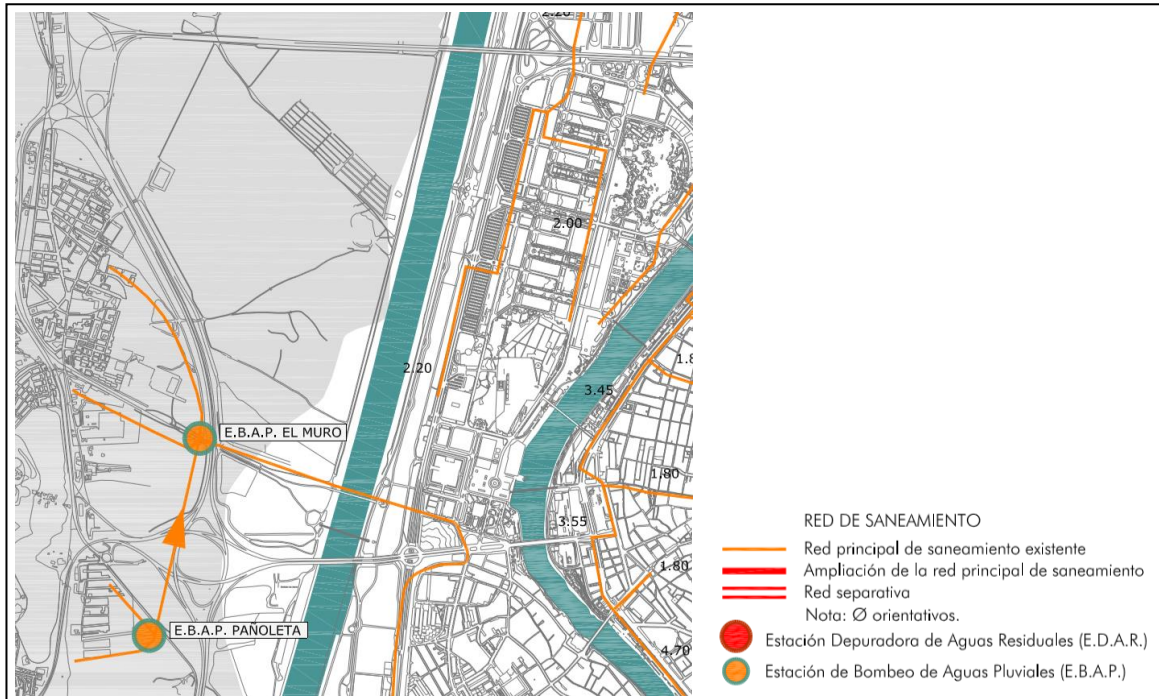 2.20
2.00
2.20
3.45
1.8
E.B.A.P. EL MURO
1.80
3.55
1.80
E.B.A.P. PAÑOLETA
4.70
RED DE SANEAMIENTO
Red principal de saneamiento existente
Ampliación de la red principal de saneamiento
Red separativa
Nota: Ø orientativos.
Estación Depuradora de Aguas Residuales (E.D.A.R.)
Estación de Bombeo de Aguas Pluviales (E.B.A.P.)